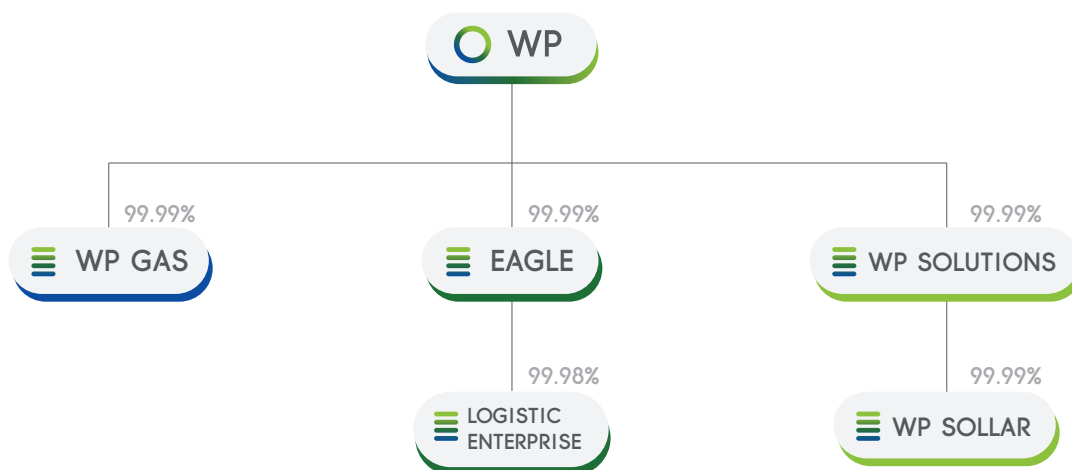 WP
99.99%
99.99%
99.99%
WP GAS
EAGLE
WP SOLUTIONS
99.98%
99.99%
LOGISTIC
ENTERPRISE
WP SOLLAR